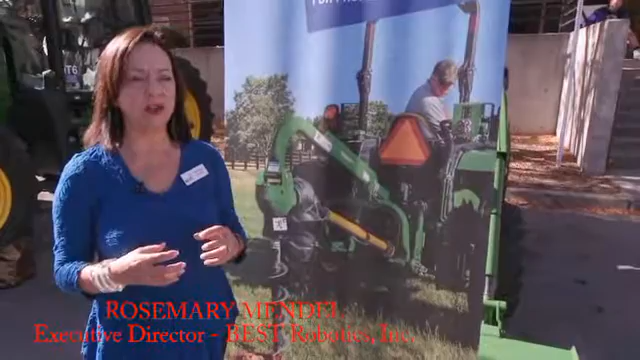 ROSEMARY MENDEL
Executive Director - BEST Robotics, Inc.